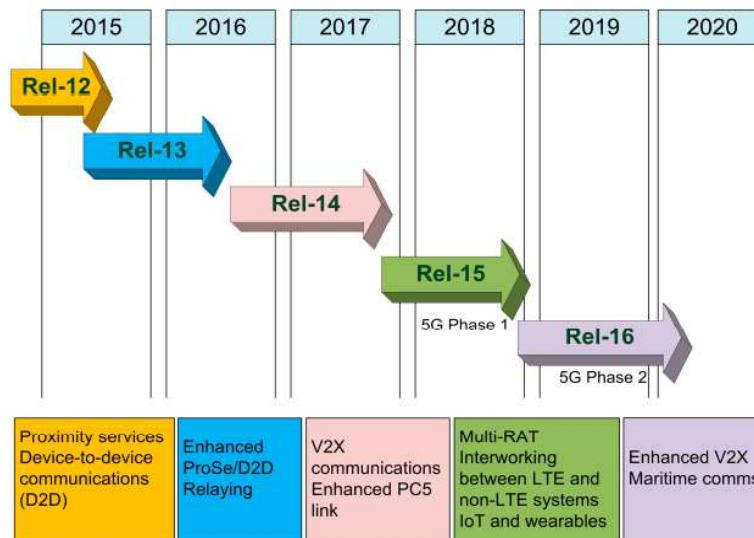 2015
2016
2017
2018
2019
2020
Rel-12
Rel-13
Rel-14
Rel-15
5G Phase 1
Rel-16
5G Phase 2
Proximity services
Device-to-device
communications
(D2D)
Enhanced
ProSe/D2D
Relaying
V2X
communications
Enhanced PC5
link
Multi-RAT
Interworking
between LTE and
non-LTE systems
IoT and wearables
Enhanced V2X
Maritime comms